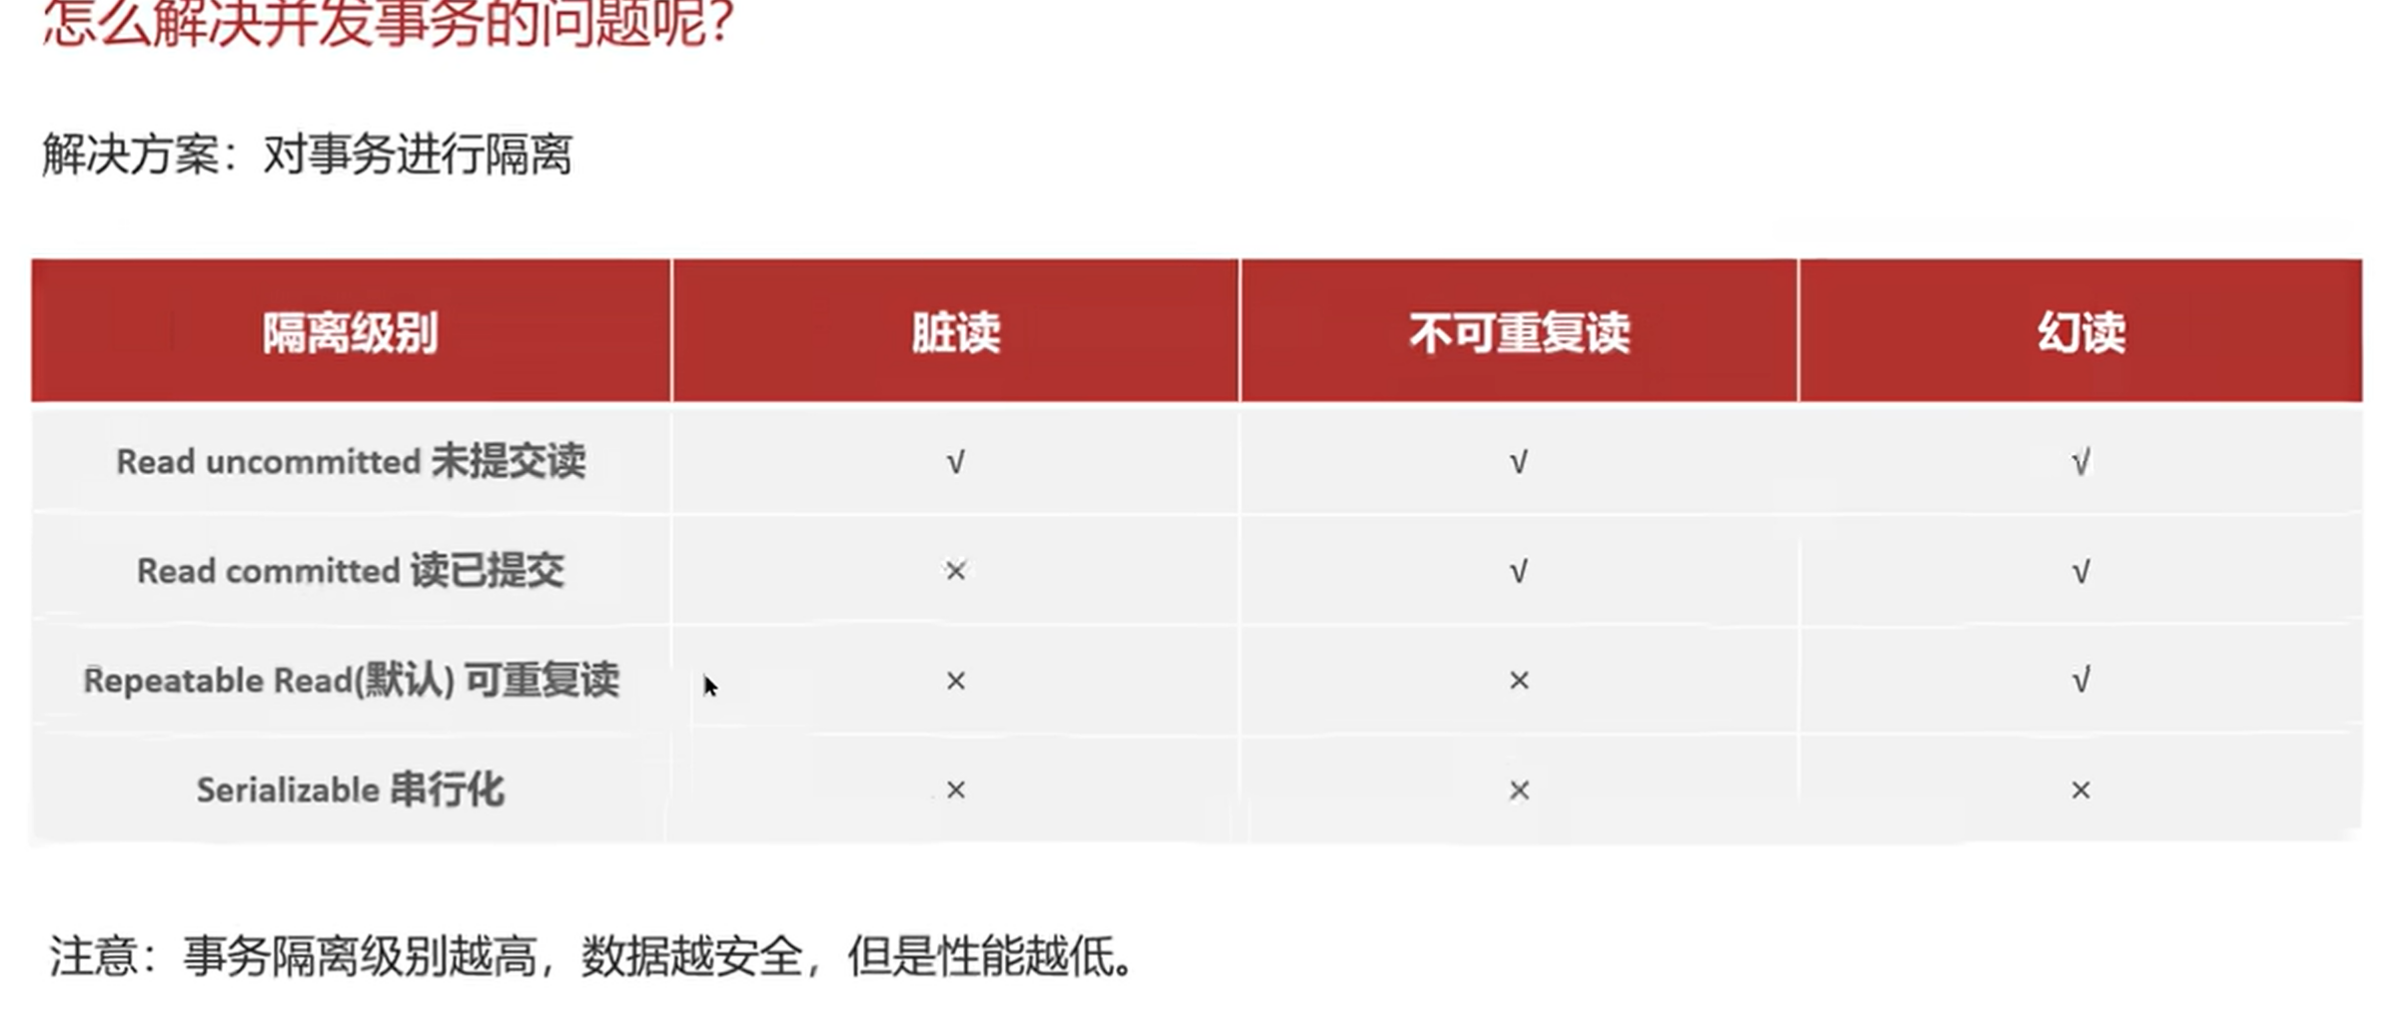 怎么解决并发事务的问题呢？
解决方案：对事务进行隔离
隔离级别 脏读 不可重复读 幻读
Read uncommitted 未提交读 √ √ √
Read committed 读已提交 × √ √
Repeatable Read(默认) 可重复读 × × √
Serializable 串行化 × × ×
注意：事务隔离级别越高，数据越安全，但是性能越低。